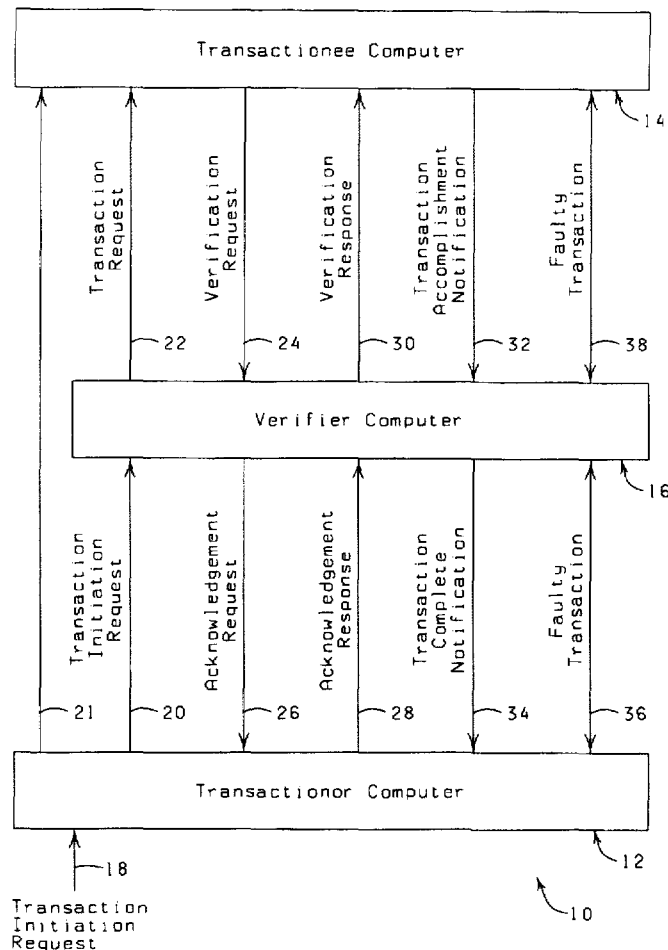 Transactionee Computer
14
Transaction
Request
Verification
Request
Verification
Response
Transaction
Accomplishment
Notification
Faulty
Transaction
22
24
30
32
38
Verifier Computer
16
Transaction
Initiation
Request
Acknowledgement
Request
Acknowledgement
Response
Transaction
Complete
Notification
Faulty
Transaction
21
20
26
28
34
36
Transactionor Computer
12
18
10
Transaction
Initiation
Request